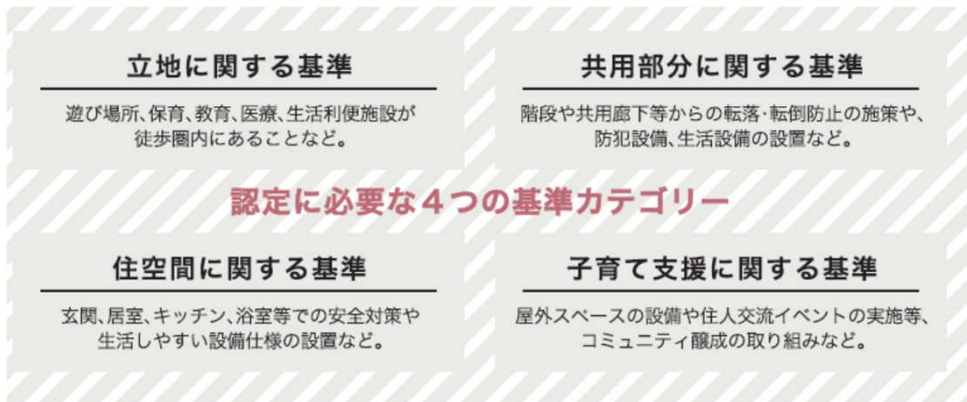 立地に関する基準
遊び場所、保育、教育、医療、生活利便施設が
徒歩圏内にあることなど。
共用部分に関する基準
階段や共用廊下等からの転落・転倒防止の施策や、
防犯設備、生活設備の設置など。
認定に必要な4つの基準カテゴリー
住空間に関する基準
玄関、居室、キッチン、浴室等での安全対策や
生活しやすい設備仕様の設置など。
子育て支援に関する基準
屋外スペースの設備や住人交流イベントの実施等、
コミュニティ醸成の取り組みなど。